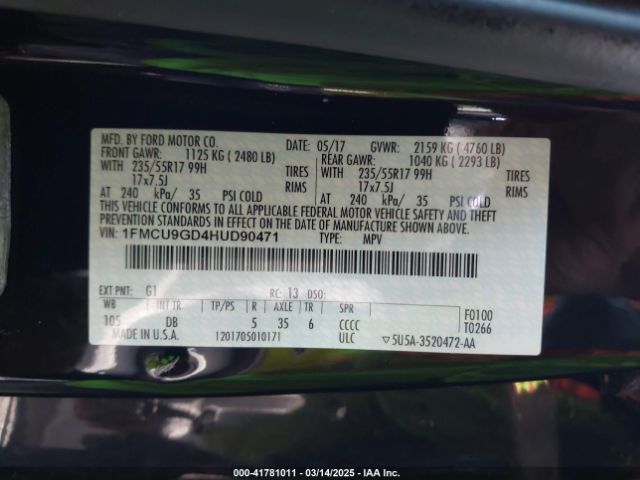 MFD. BY FORD MOTOR CO. DATE: 05/17 GVWR: 2159 KG ( 4760 LB)
FRONT GAWR: 1125 KG ( 2480 LB) REAR GAWR: 1040 KG ( 2293 LB)
WITH 235/55R17 99H TIRES WITH 235/55R17 99H TIRES
17x7.5J RIMS 17x7.5J RIMS
AT 240 kPa/ 35 PSI COLD AT 240 kPa/ 35 PSI COLD
THIS VEHICLE CONFORMS TO ALL APPLICABLE FEDERAL MOTOR VEHICLE SAFETY AND THEFT
PREVENTION STANDARDS IN EFFECT ON THE DATE OF MANUFACTURE SHOWN ABOVE.
VIN: 1FMCU9GD4HUD90471 TYPE: MPV
EXT PNT: G1 RC: 13 DSO:
WB INT TR TP/PS R AXLE TR SPR F0100
105 DB 5 35 6 CCCC T0266
MADE IN U.S.A. 1201705010171 ULC ▽5U5A-3520472-AA
000-41781011 — 03/14/2025 — IAA Inc.